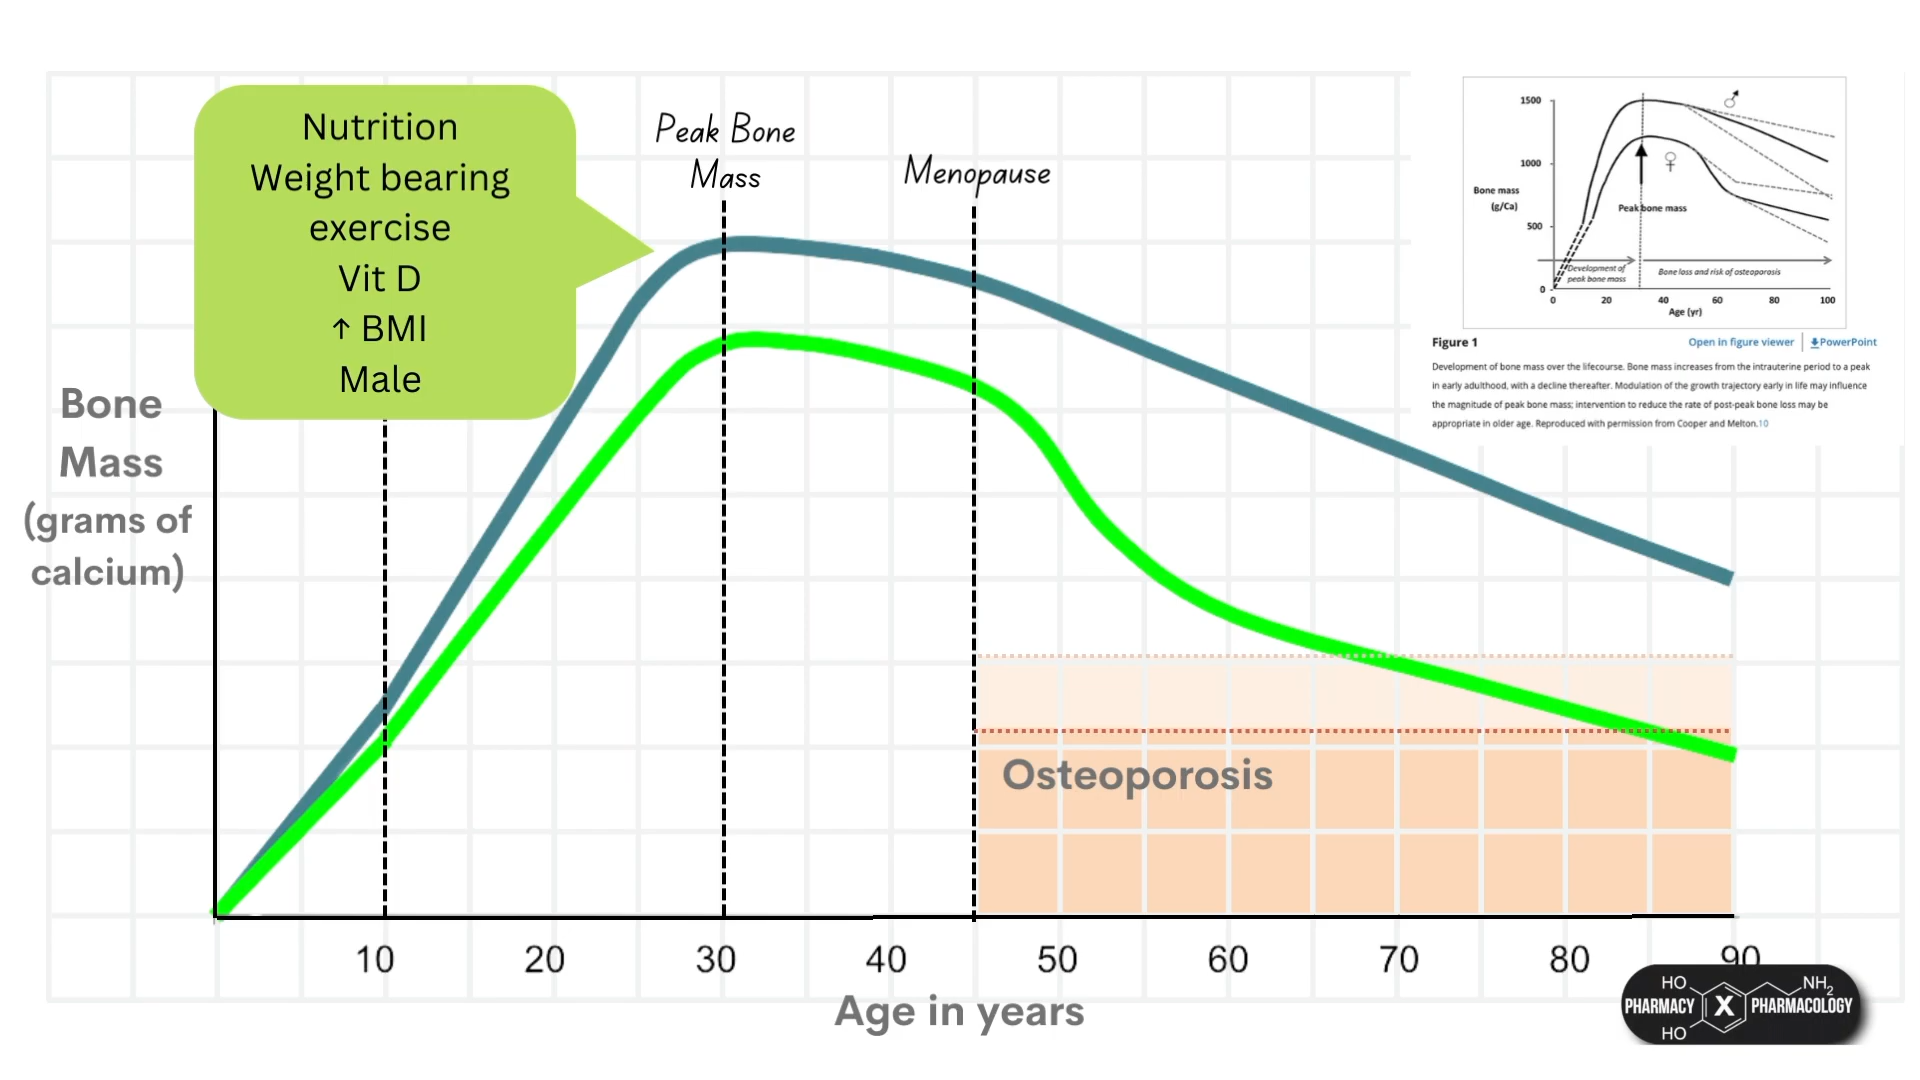 Nutrition
Weight bearing
exercise
Vit D
↑ BMI
Male
Peak Bone
Mass
Menopause
Bone
Mass
(grams of
calcium)
Osteoporosis
10 20 30 40 50 60 70 80 90
Age in years
1500
1000
500
0
Bone mass
(g/Ca)
♂
♀
Peak bone mass
Development of
peak bone mass
Bone loss and risk of osteoporosis
0 20 40 60 80 100
Age (yr)
Figure 1
Open in figure viewer | PowerPoint
Development of bone mass over the lifecourse. Bone mass increases from the intrauterine period to a peak
in early adulthood, with a decline thereafter. Modulation of the growth trajectory early in life may influence
the magnitude of peak bone mass; intervention to reduce the rate of post-peak bone loss may be
appropriate in older age. Reproduced with permission from Cooper and Melton.10
HO
NH2
PHARMACY X PHARMACOLOGY
HO